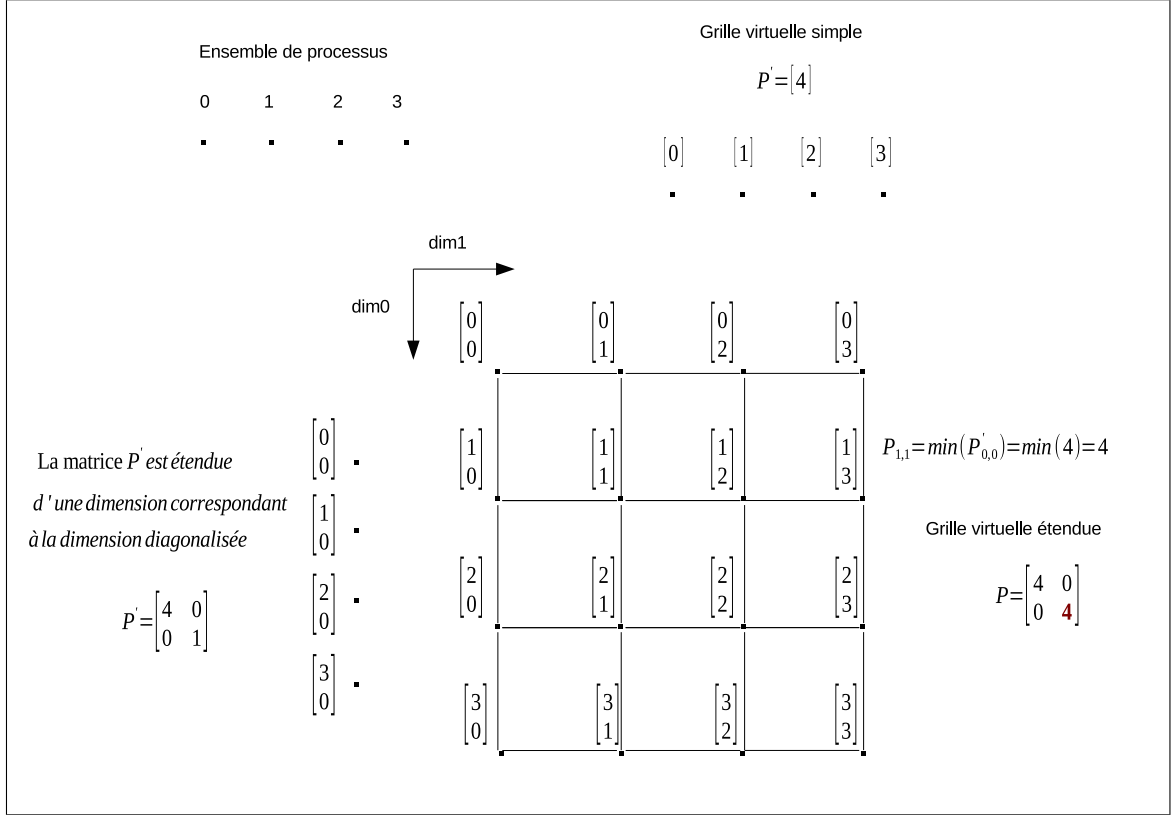 Ensemble de processus
0 1 2 3
Grille virtuelle simple
P'=[4]
[0] [1] [2] [3]
dim1
dim0
[0 0] [0 1] [0 2] [0 3]
[1 0] [1 1] [1 2] [1 3]
[2 0] [2 1] [2 2] [2 3]
[3 0] [3 1] [3 2] [3 3]
La matrice P' est étendue
d ' une dimension correspondant
à la dimension diagonalisée
P'=[4 0
0 1]
[0 0]
[1 0]
[2 0]
[3 0]
P1,1=min(P'0,0)=min(4)=4
Grille virtuelle étendue
P=[4 0
0 4]